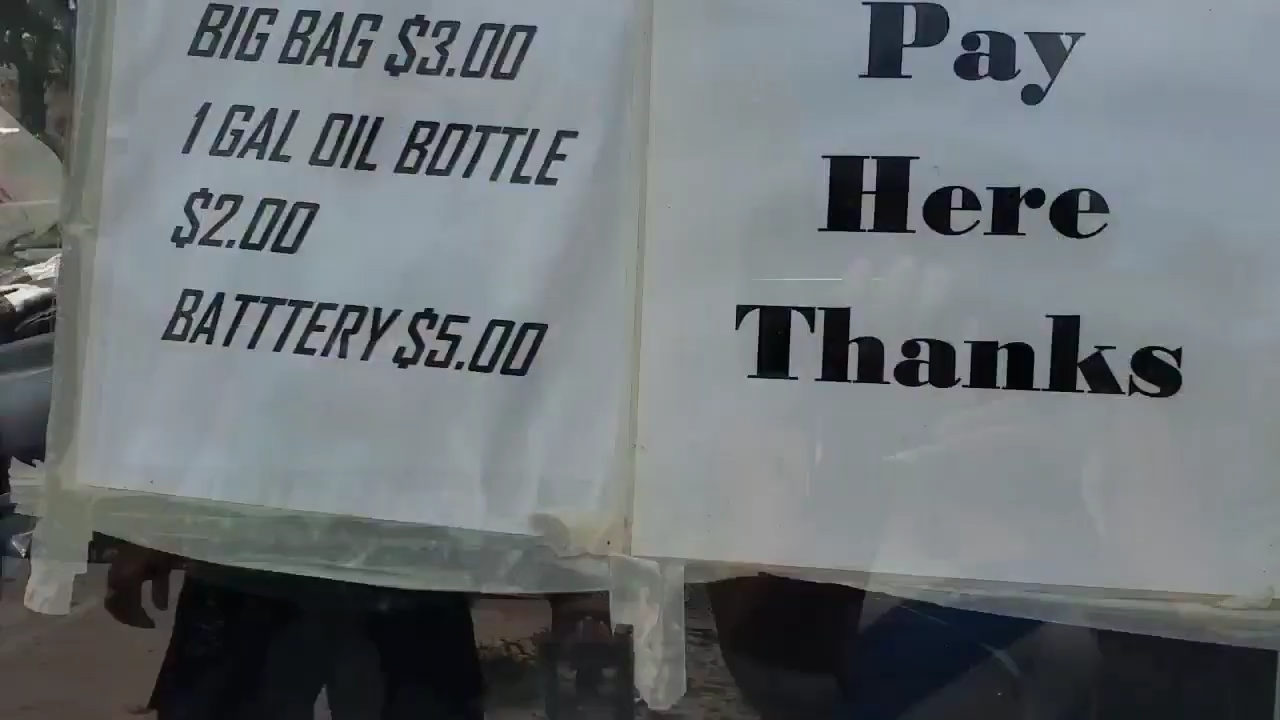 BIG BAG $3.00
1 GAL OIL BOTTLE
$2.00
BATTTERY $5.00
Pay
Here
Thanks